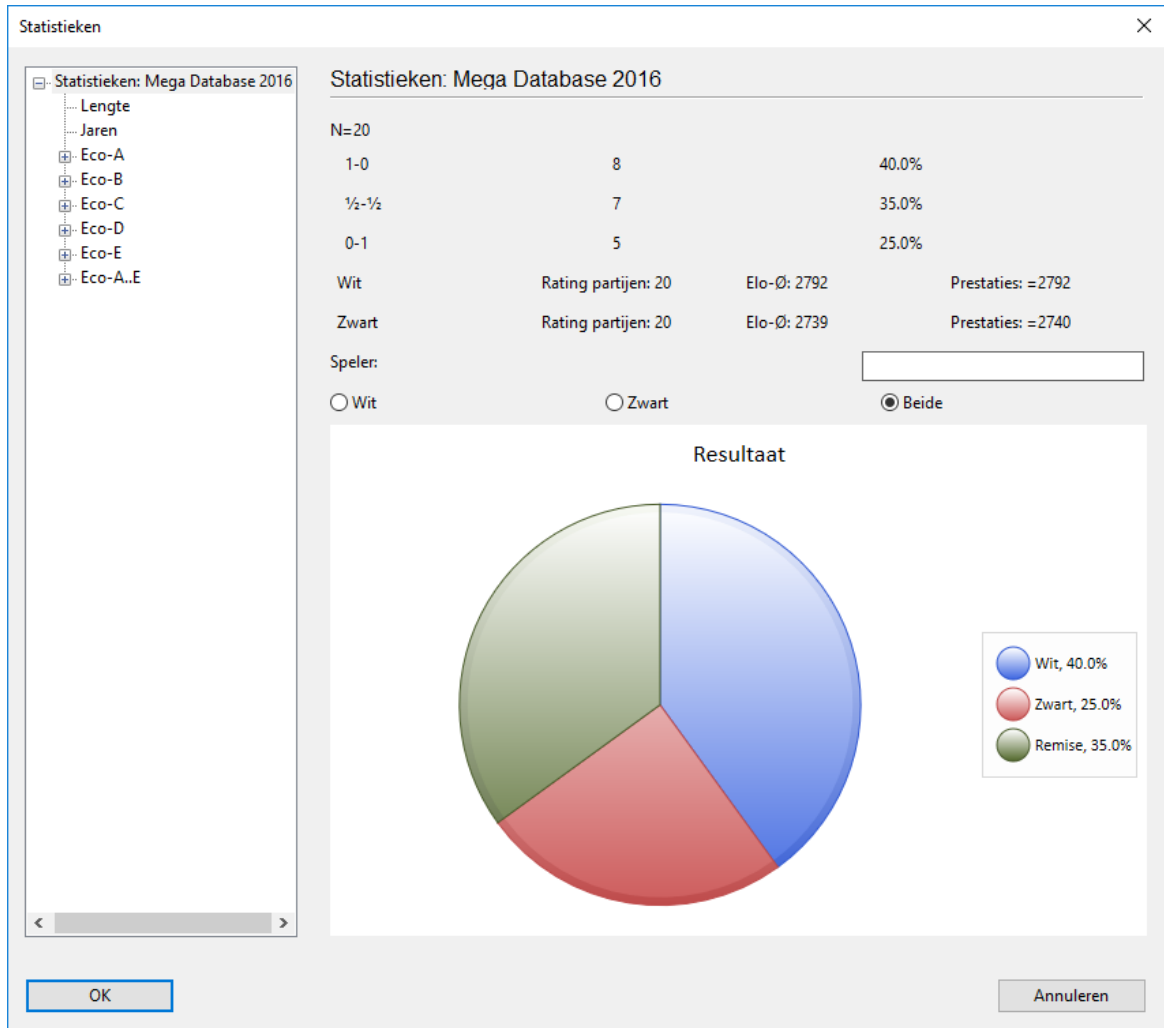 Statistieken
Statistieken: Mega Database 2016
Lengte
Jaren
Eco-A
Eco-B
Eco-C
Eco-D
Eco-E
Eco-A..E
Statistieken: Mega Database 2016
N=20
1-0 8 40.0%
½-½ 7 35.0%
0-1 5 25.0%
Wit Rating partijen: 20 Elo-Ø: 2792 Prestaties: =2792
Zwart Rating partijen: 20 Elo-Ø: 2739 Prestaties: =2740
Speler:
Wit Zwart Beide
Resultaat
Wit, 40.0%
Zwart, 25.0%
Remise, 35.0%
OK Annuleren